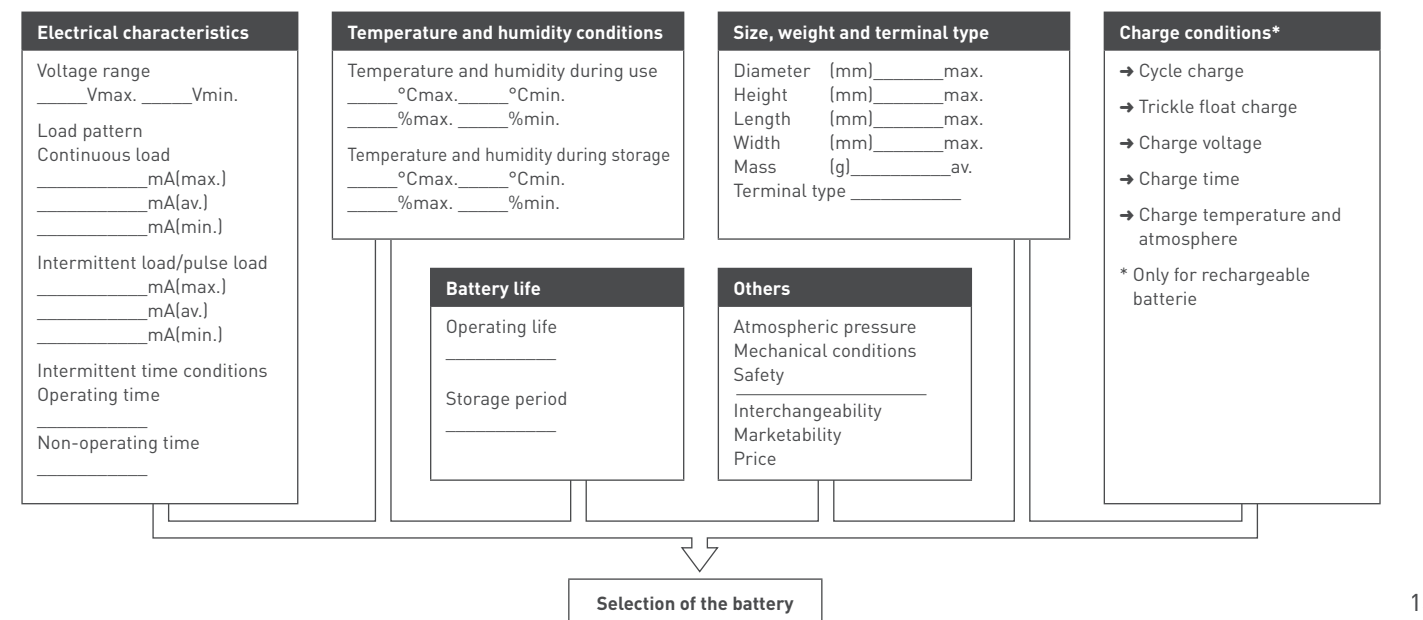 Electrical characteristics
Voltage range
_____Vmax. _____Vmin.
Load pattern
Continuous load
___________mA(max.)
___________mA(av.)
___________mA(min.)
Intermittent load/pulse load
___________mA(max.)
___________mA(av.)
___________mA(min.)
Intermittent time conditions
Operating time
___________
Non-operating time
___________
Temperature and humidity conditions
Temperature and humidity during use
_____°Cmax._____°Cmin.
_____%max. _____%min.
Temperature and humidity during storage
_____°Cmax._____°Cmin.
_____%max. _____%min.
Size, weight and terminal type
Diameter (mm)_______max.
Height (mm)_______max.
Length (mm)_______max.
Width (mm)_______max.
Mass (g)__________av.
Terminal type ___________
Charge conditions*
➜ Cycle charge
➜ Trickle float charge
➜ Charge voltage
➜ Charge time
➜ Charge temperature and
atmosphere
* Only for rechargeable
batterie
Battery life
Operating life
___________
Storage period
___________
Others
Atmospheric pressure
Mechanical conditions
Safety
___________________
Interchangeability
Marketability
Price
Selection of the battery
1